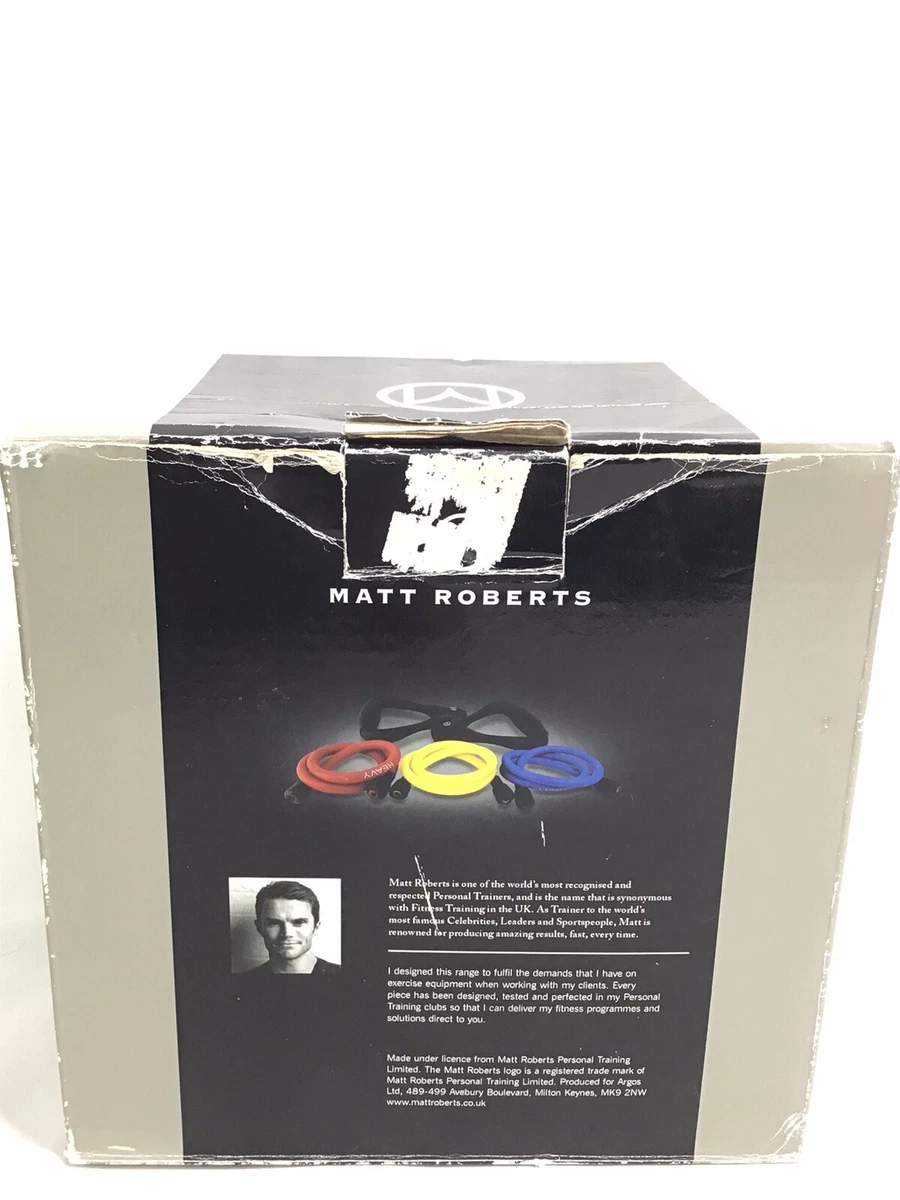 MATT ROBERTS
HEAVY
Matt Roberts is one of the world's most recognised and
respected Personal Trainers, and is the name that is synonymous
with Fitness Training in the UK. As Trainer to the world's
most famous Celebrities, Leaders and Sportspeople, Matt is
renowned for producing amazing results, fast, every time.
I designed this range to fulfil the demands that I have on
exercise equipment when working with my clients. Every
piece has been designed, tested and perfected in my Personal
Training clubs so that I can deliver my fitness programmes and
solutions direct to you.
Made under licence from Matt Roberts Personal Training
Limited. The Matt Roberts logo is a registered trade mark of
Matt Roberts Personal Training Limited. Produced for Argos
Ltd, 489-499 Avebury Boulevard, Milton Keynes, MK9 2NW
www.mattroberts.co.uk